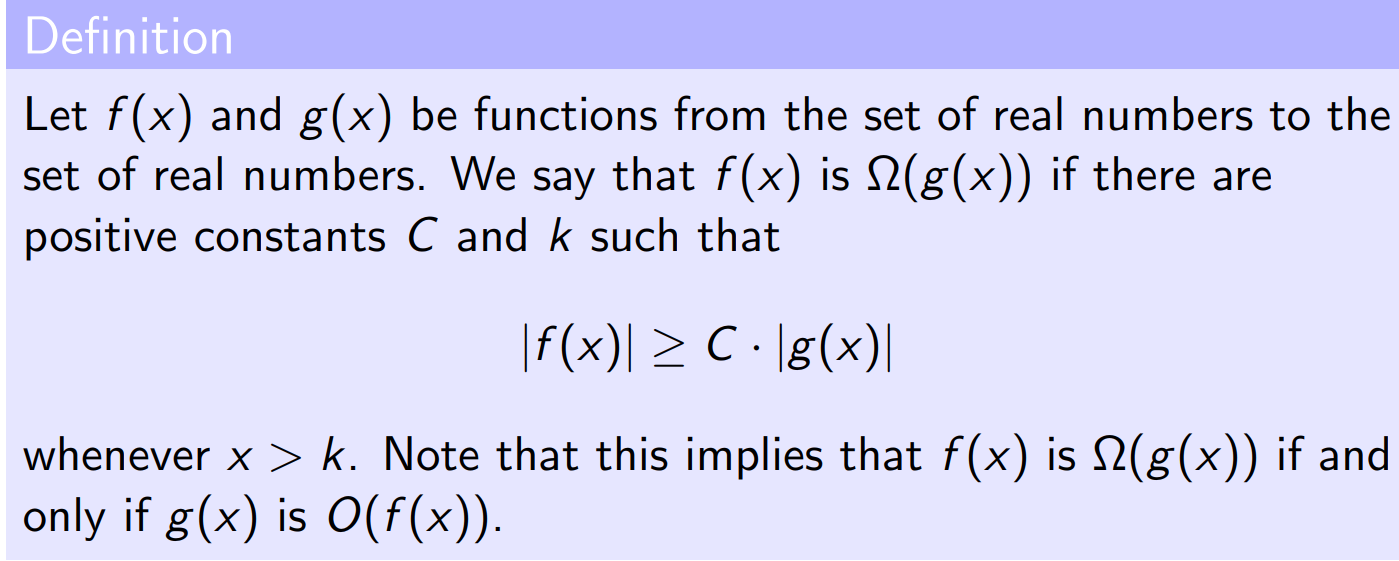 Definition
Let f(x) and g(x) be functions from the set of real numbers to the
set of real numbers. We say that f(x) is Ω(g(x)) if there are
positive constants C and k such that
|f(x)| ≥ C · |g(x)|
whenever x > k. Note that this implies that f(x) is Ω(g(x)) if and
only if g(x) is O(f(x)).